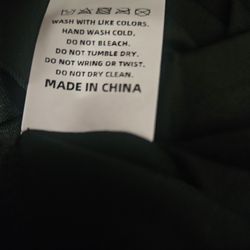 WASH WITH LIKE COLORS.
HAND WASH COLD,
DO NOT BLEACH.
DO NOT TUMBLE DRY.
DO NOT WRING OR TWIST.
DO NOT DRY CLEAN.
MADE IN CHINA